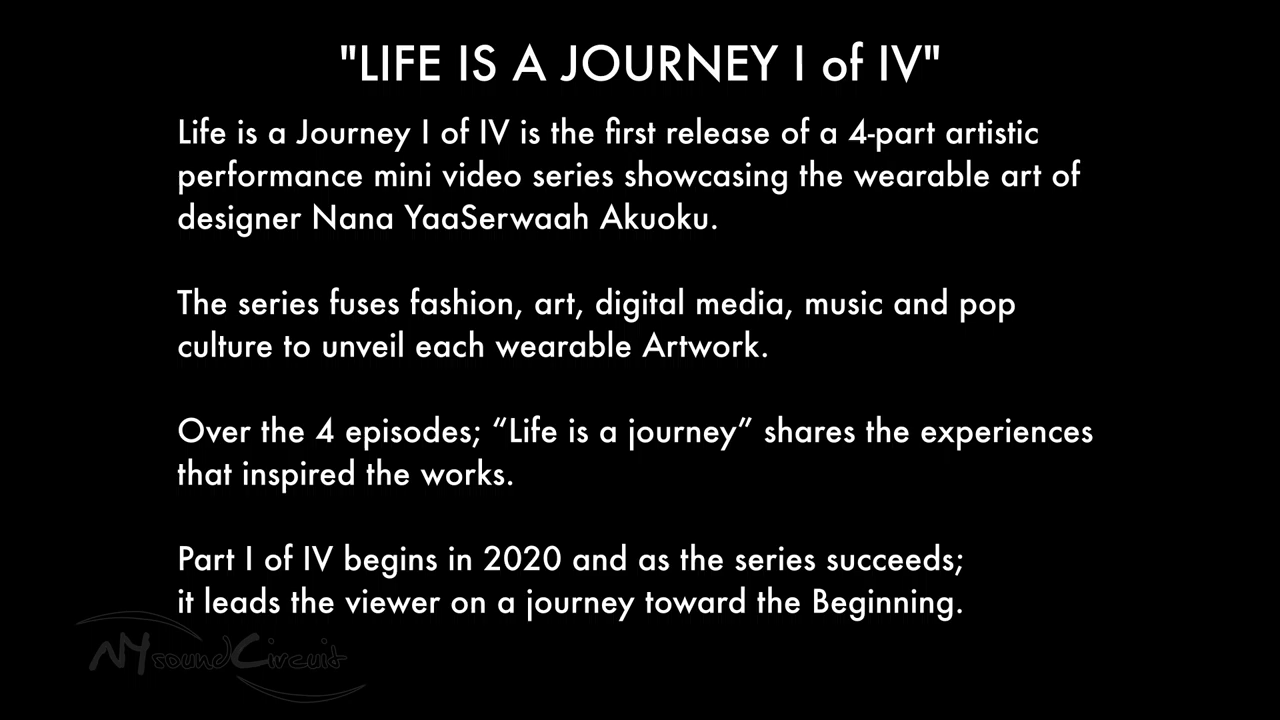 "LIFE IS A JOURNEY I of IV"
Life is a Journey I of IV is the first release of a 4-part artistic
performance mini video series showcasing the wearable art of
designer Nana YaaSerwaah Akuoku.
The series fuses fashion, art, digital media, music and pop
culture to unveil each wearable Artwork.
Over the 4 episodes; “Life is a journey” shares the experiences
that inspired the works.
Part I of IV begins in 2020 and as the series succeeds;
it leads the viewer on a journey toward the Beginning.
NYsoundCircuit